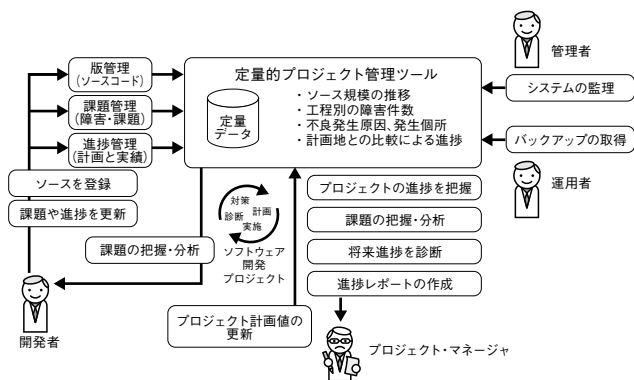 版管理
(ソースコード)
課題管理
(障害・課題)
進捗管理
(計画と実績)
定量的プロジェクト管理ツール
定量
データ
・ソース規模の推移
・工程別の障害件数
・不良発生原因、発生個所
・計画地との比較による進捗
管理者
システムの監理
バックアップの取得
運用者
ソースを登録
課題や進捗を更新
課題の把握・分析
開発者
対策
診断
計画
実施
ソフトウェア
開発
プロジェクト
プロジェクト計画値の
更新
プロジェクトの進捗を把握
課題の把握・分析
将来進捗を診断
進捗レポートの作成
プロジェクト・マネージャ